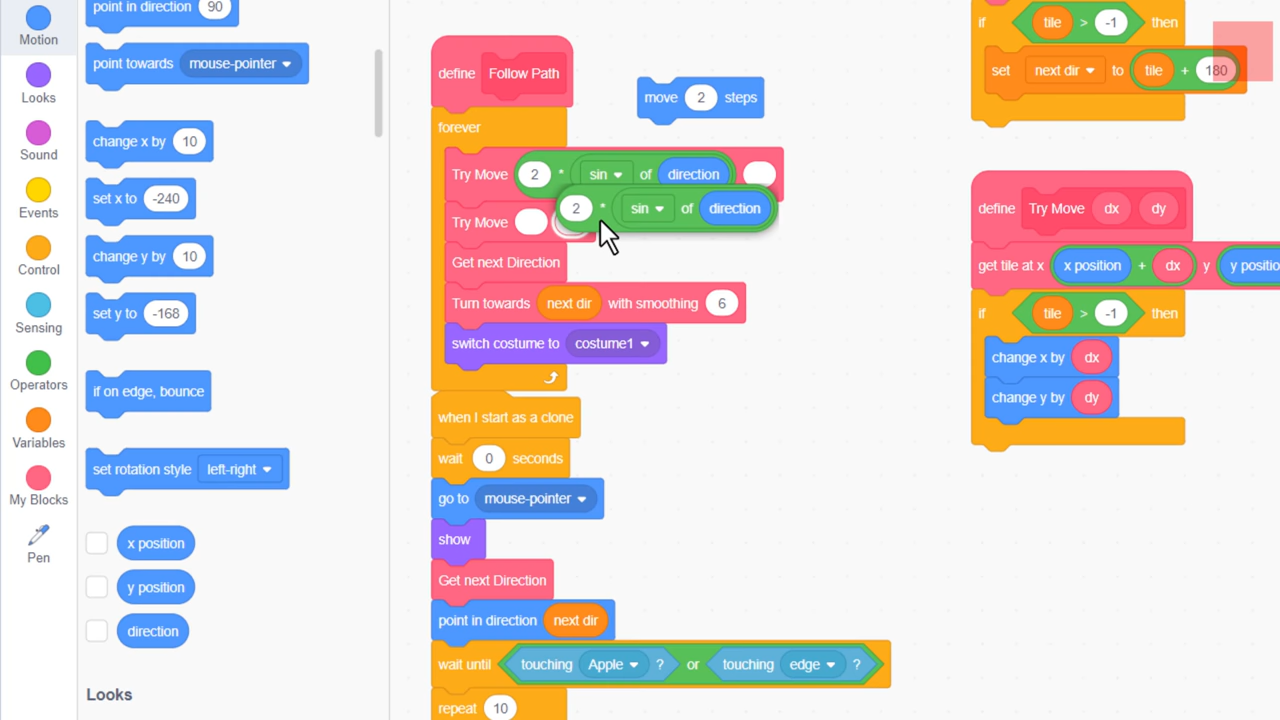 Motion
Looks
Sound
Events
Control
Sensing
Operators
Variables
My Blocks
Pen
point in direction 90
point towards mouse-pointer
change x by 10
set x to -240
change y by 10
set y to -168
if on edge, bounce
set rotation style left-right
x position
y position
direction
Looks
define Follow Path
forever
Try Move 2 * sin of direction
Try Move
Get next Direction
Turn towards next dir with smoothing 6
switch costume to costume1
when I start as a clone
wait 0 seconds
go to mouse-pointer
show
Get next Direction
point in direction next dir
wait until touching Apple ? or touching edge ?
repeat 10
move 2 steps
2 * sin of direction
if tile > -1 then
set next dir to tile + 180
define Try Move dx dy
get tile at x x position + dx y y positio
if tile > -1 then
change x by dx
change y by dy